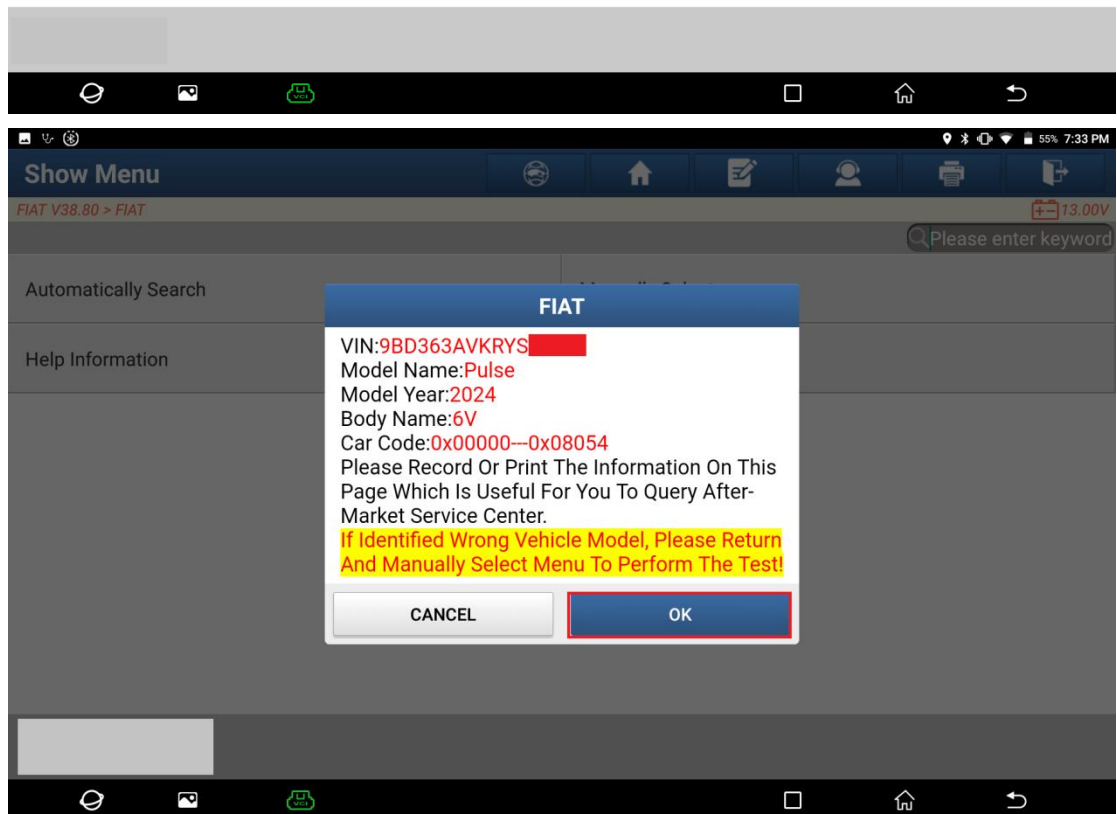 VCI
55% 7:33 PM
Show Menu
FIAT V38.80 > FIAT
13.00V
Please enter keyword
Automatically Search
Help Information
FIAT
VIN:9BD363AVKRYS
Model Name:Pulse
Model Year:2024
Body Name:6V
Car Code:0x00000---0x08054
Please Record Or Print The Information On This
Page Which Is Useful For You To Query After-
Market Service Center.
If Identified Wrong Vehicle Model, Please Return
And Manually Select Menu To Perform The Test!
CANCEL
OK
VCI